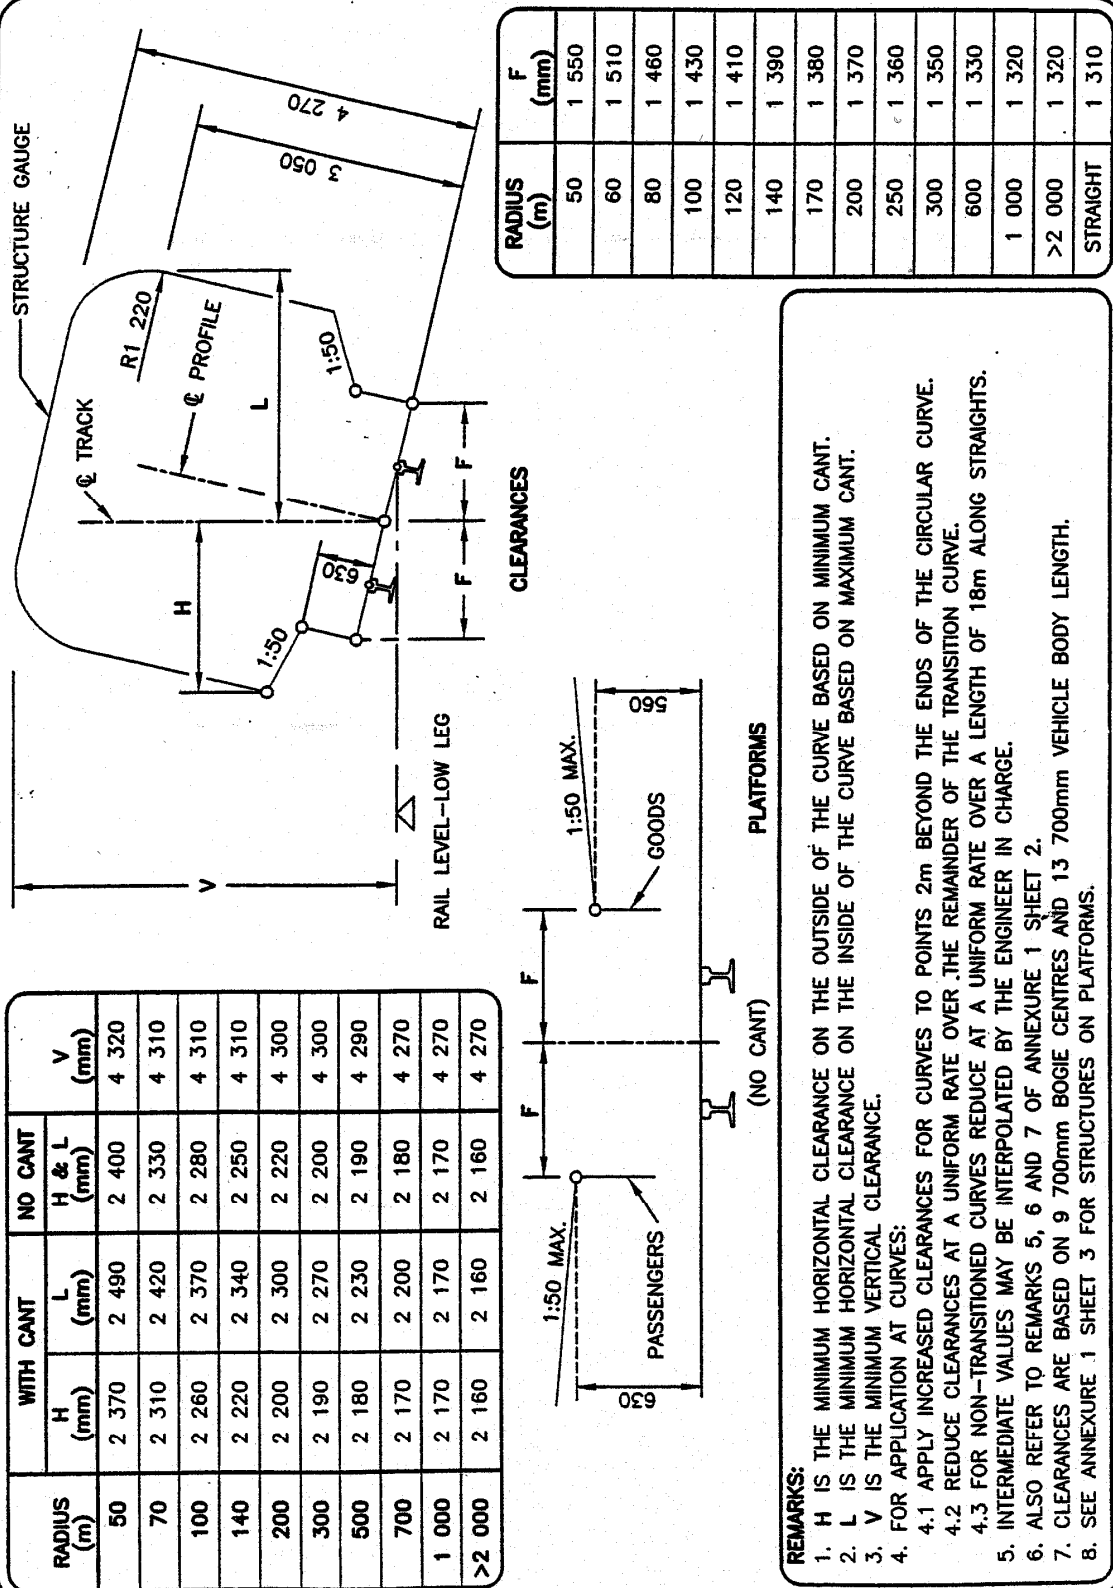 WITH CANT NO CANT
RADIUS (m) H (mm) L (mm) H & L (mm) V (mm)
50 2 370 2 490 2 400 4 320
70 2 310 2 420 2 330 4 310
100 2 260 2 370 2 280 4 310
140 2 220 2 340 2 250 4 310
200 2 200 2 300 2 220 4 300
300 2 190 2 270 2 200 4 300
500 2 180 2 230 2 190 4 290
700 2 170 2 200 2 180 4 270
1 000 2 170 2 170 2 170 4 270
>2 000 2 160 2 160 2 160 4 270
STRUCTURE GAUGE
℄ TRACK
R1 220
℄ PROFILE
H
L
V
1:50
1:50
630
F
F
3 050
4 270
RAIL LEVEL-LOW LEG
CLEARANCES
1:50 MAX.
F
F
1:50 MAX.
630
PASSENGERS
GOODS
560
(NO CANT)
PLATFORMS
RADIUS (m) F (mm)
50 1 550
60 1 510
80 1 460
100 1 430
120 1 410
140 1 390
170 1 380
200 1 370
250 1 360
300 1 350
600 1 330
1 000 1 320
>2 000 1 320
STRAIGHT 1 310
REMARKS:
1. H IS THE MINIMUM HORIZONTAL CLEARANCE ON THE OUTSIDE OF THE CURVE BASED ON MINIMUM CANT.
2. L IS THE MINIMUM HORIZONTAL CLEARANCE ON THE INSIDE OF THE CURVE BASED ON MAXIMUM CANT.
3. V IS THE MINIMUM VERTICAL CLEARANCE.
4. FOR APPLICATION AT CURVES:
4.1 APPLY INCREASED CLEARANCES FOR CURVES TO POINTS 2m BEYOND THE ENDS OF THE CIRCULAR CURVE.
4.2 REDUCE CLEARANCES AT A UNIFORM RATE OVER THE REMAINDER OF THE TRANSITION CURVE.
4.3 FOR NON-TRANSITIONED CURVES REDUCE AT A UNIFORM RATE OVER A LENGTH OF 18m ALONG STRAIGHTS.
5. INTERMEDIATE VALUES MAY BE INTERPOLATED BY THE ENGINEER IN CHARGE.
6. ALSO REFER TO REMARKS 5, 6 AND 7 OF ANNEXURE 1 SHEET 2.
7. CLEARANCES ARE BASED ON 9 700mm BOGIE CENTRES AND 13 700mm VEHICLE BODY LENGTH.
8. SEE ANNEXURE 1 SHEET 3 FOR STRUCTURES ON PLATFORMS.